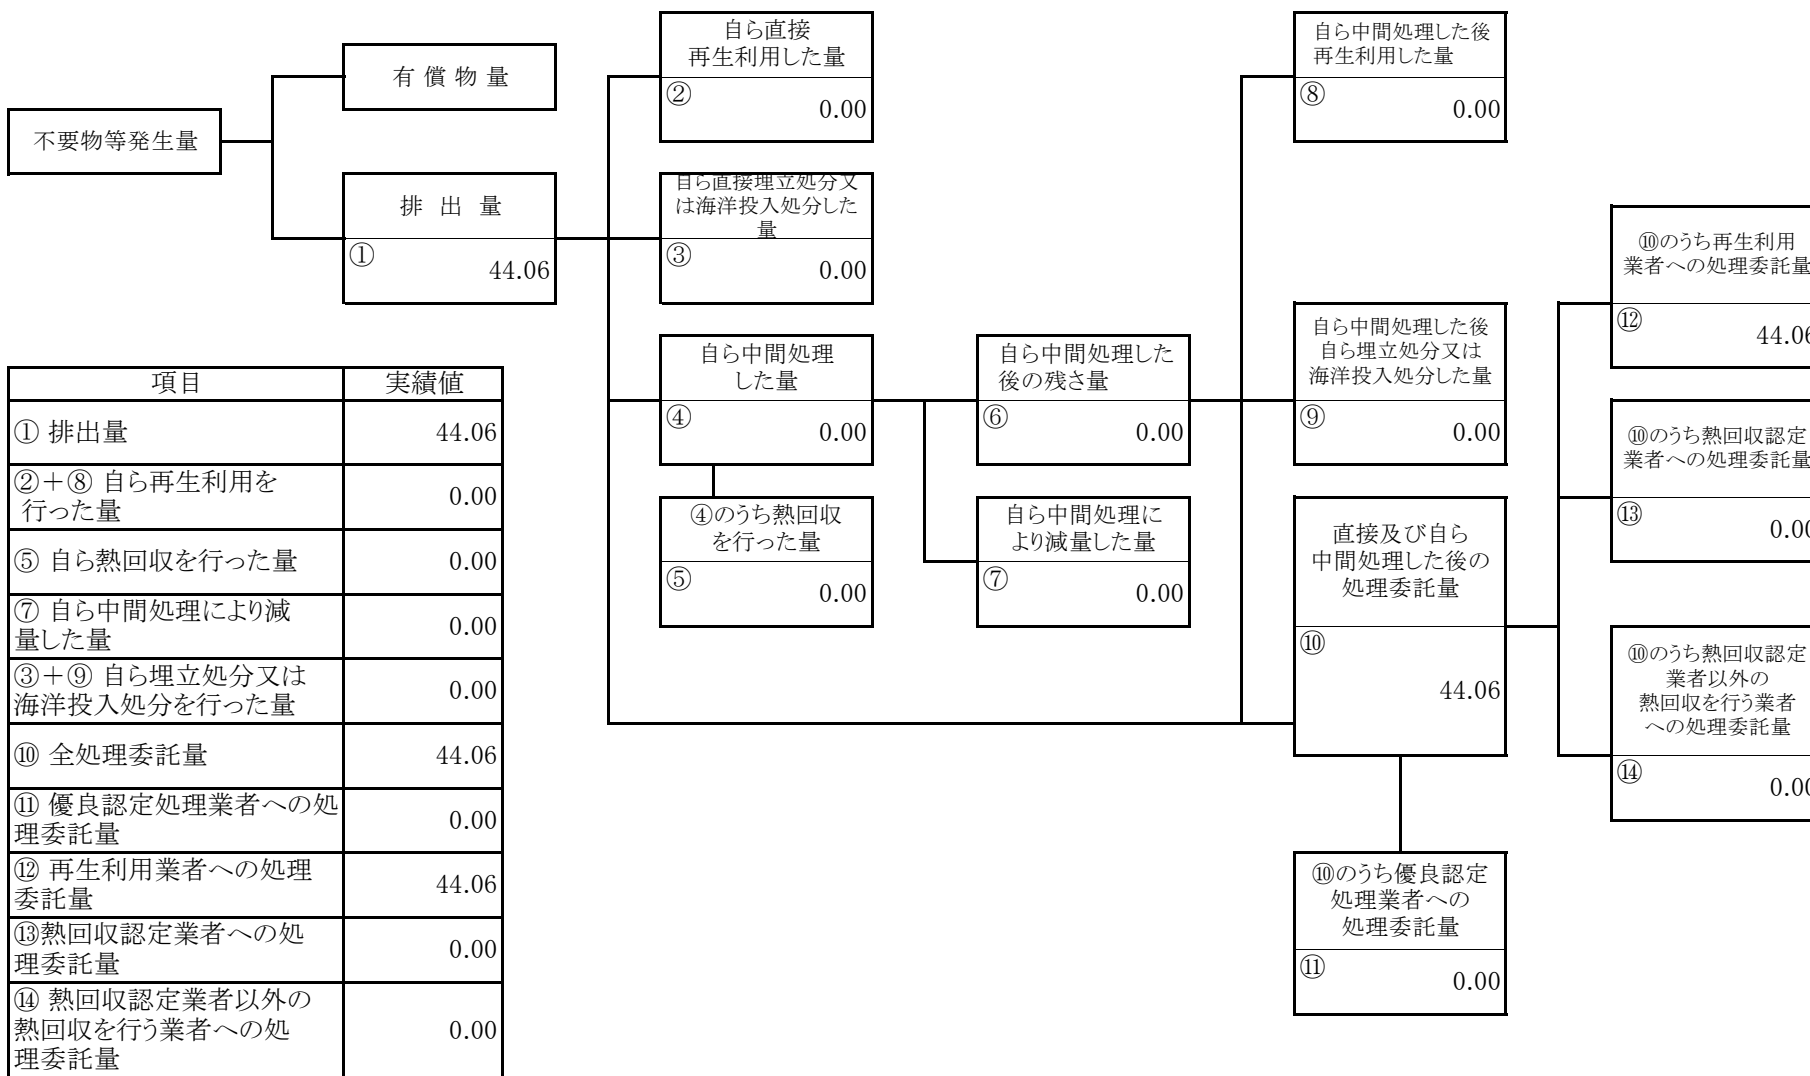 自ら直接
再生利用した量
②
0.00
自ら中間処理した後
再生利用した量
⑧
0.00
有 償 物 量
不要物等発生量
排 出 量
①
44.06
自ら直接埋立処分又
は海洋投入処分した
量
③
0.00
⑩のうち再生利用
業者への処理委託量
⑫
44.06
自ら中間処理
した量
④
0.00
自ら中間処理した
後の残さ量
⑥
0.00
自ら中間処理した後
自ら埋立処分又は
海洋投入処分した量
⑨
0.00
⑩のうち熱回収認定
業者への処理委託量
⑬
0.00
④のうち熱回収
を行った量
⑤
0.00
自ら中間処理に
より減量した量
⑦
0.00
直接及び自ら
中間処理した後の
処理委託量
⑩
44.06
⑩のうち熱回収認定
業者以外の
熱回収を行う業者
への処理委託量
⑭
0.00
⑩のうち優良認定
処理業者への
処理委託量
⑪
0.00
項目 実績値
① 排出量 44.06
②+⑧ 自ら再生利用を
行った量 0.00
⑤ 自ら熱回収を行った量 0.00
⑦ 自ら中間処理により減
量した量 0.00
③+⑨ 自ら埋立処分又は
海洋投入処分を行った量 0.00
⑩ 全処理委託量 44.06
⑪ 優良認定処理業者への処
理委託量 0.00
⑫ 再生利用業者への処理
委託量 44.06
⑬熱回収認定業者への処
理委託量 0.00
⑭ 熱回収認定業者以外の
熱回収を行う業者への処
理委託量 0.00